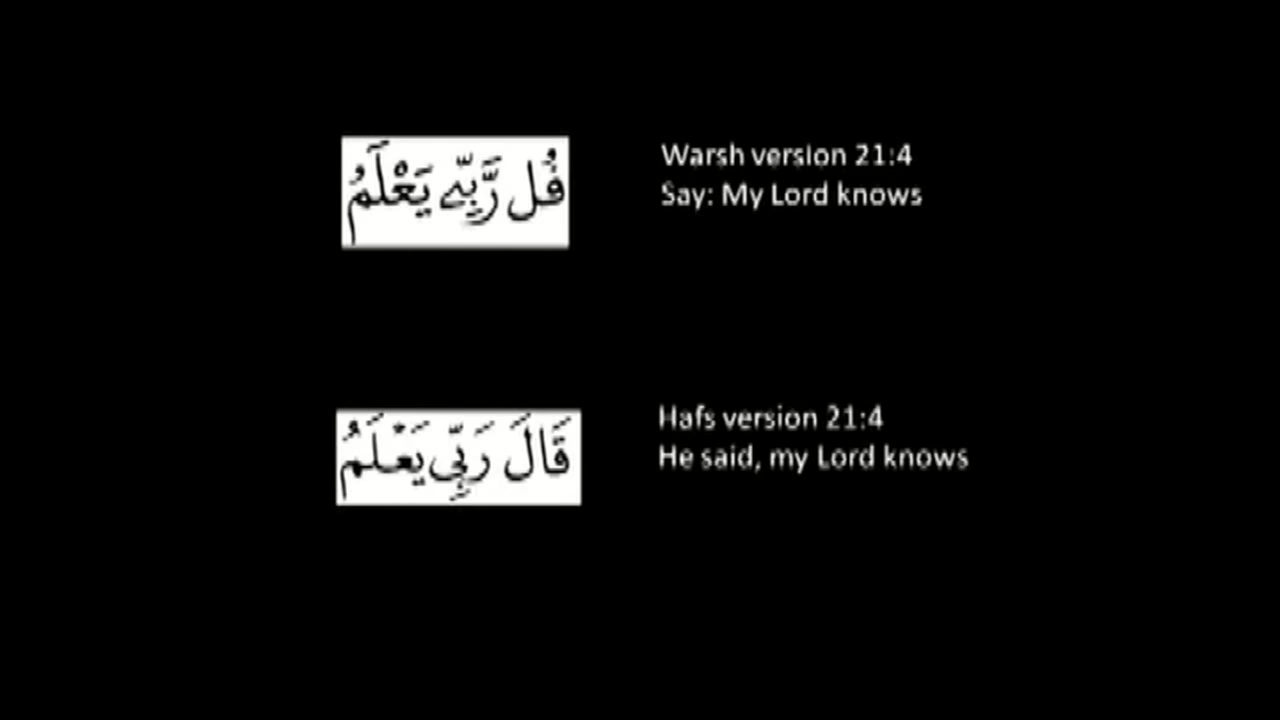 قُل رَّبِّے يَعْلَمُ
Warsh version 21:4
Say: My Lord knows
قَالَ رَبِّي يَعْلَمُ
Hafs version 21:4
He said, my Lord knows